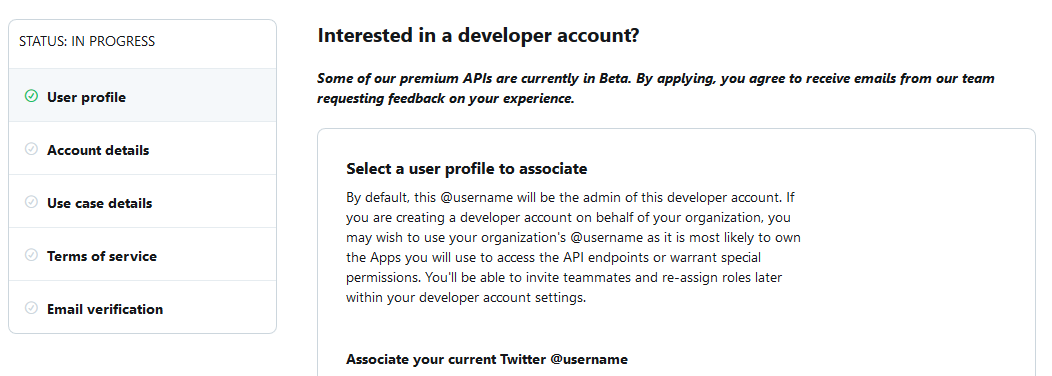 STATUS: IN PROGRESS
User profile
Account details
Use case details
Terms of service
Email verification
Interested in a developer account?
Some of our premium APIs are currently in Beta. By applying, you agree to receive emails from our team
requesting feedback on your experience.
Select a user profile to associate
By default, this @username will be the admin of this developer account. If
you are creating a developer account on behalf of your organization, you
may wish to use your organization's @username as it is most likely to own
the Apps you will use to access the API endpoints or warrant special
permissions. You'll be able to invite teammates and re-assign roles later
within your developer account settings.
Associate your current Twitter @username